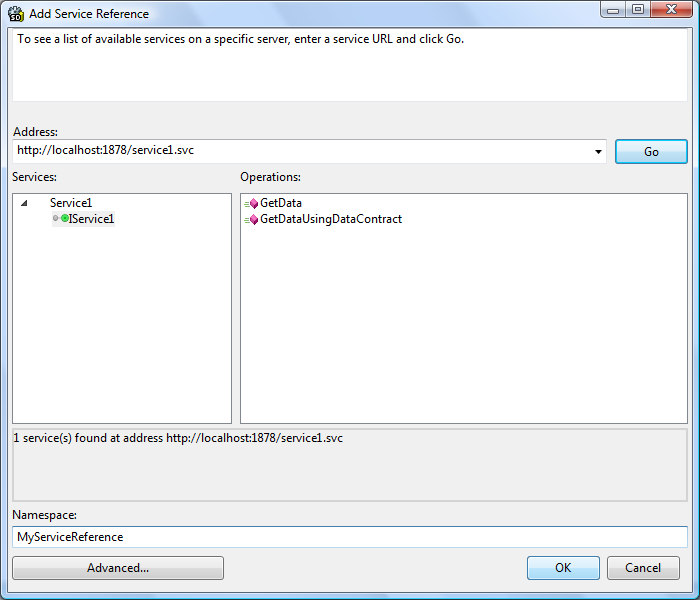 Add Service Reference
To see a list of available services on a specific server, enter a service URL and click Go.
Address:
http://localhost:1878/service1.svc
Go
Services:
Operations:
Service1
IService1
GetData
GetDataUsingDataContract
1 service(s) found at address http://localhost:1878/service1.svc
Namespace:
MyServiceReference
Advanced...
OK
Cancel